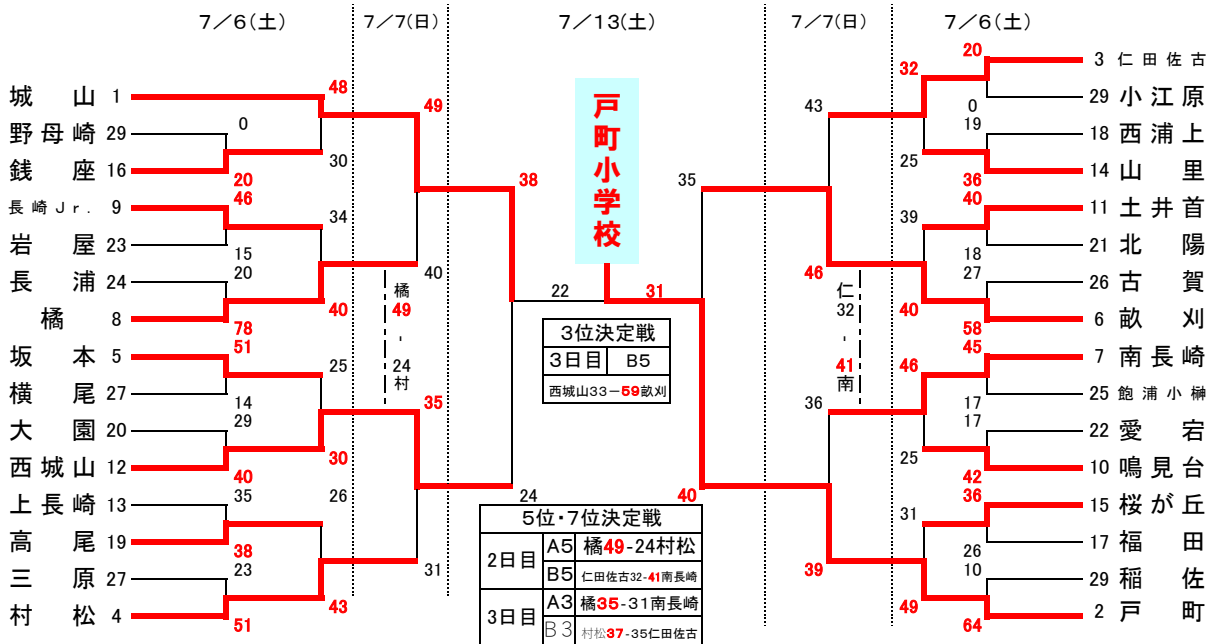 7/6(土)
7/7(日)
7/13(土)
7/7(日)
7/6(土)
城山 1
野母崎 29
銭座 16
長崎Jr. 9
岩屋 23
長浦 24
橘 8
坂本 5
横尾 27
大園 20
西城山 12
上長崎 13
高尾 19
三原 27
村松 4
0
20
46
15
20
78
51
14
29
40
35
38
23
51
48
30
34
40
25
30
26
43
49
40
35
31
橘
49
-
24
村
38
24
戸町小学校
22
31
3位決定戦
3日目 B5
西城山33-59畝刈
5位・7位決定戦
2日目
A5 橘49-24村松
B5 仁田佐古32-41南長崎
3日目
A3 橘35-31南長崎
B3 村松37-35仁田佐古
35
40
43
46
36
39
仁
32
-
41
南
32
25
39
40
46
25
31
49
20
0
19
36
40
18
27
58
45
17
17
42
36
26
10
64
3 仁田佐古
29 小江原
18 西浦上
14 山里
11 土井首
21 北陽
26 古賀
6 畝刈
7 南長崎
25 飽浦小榊
22 愛宕
10 鳴見台
15 桜が丘
17 福田
29 稲佐
2 戸町